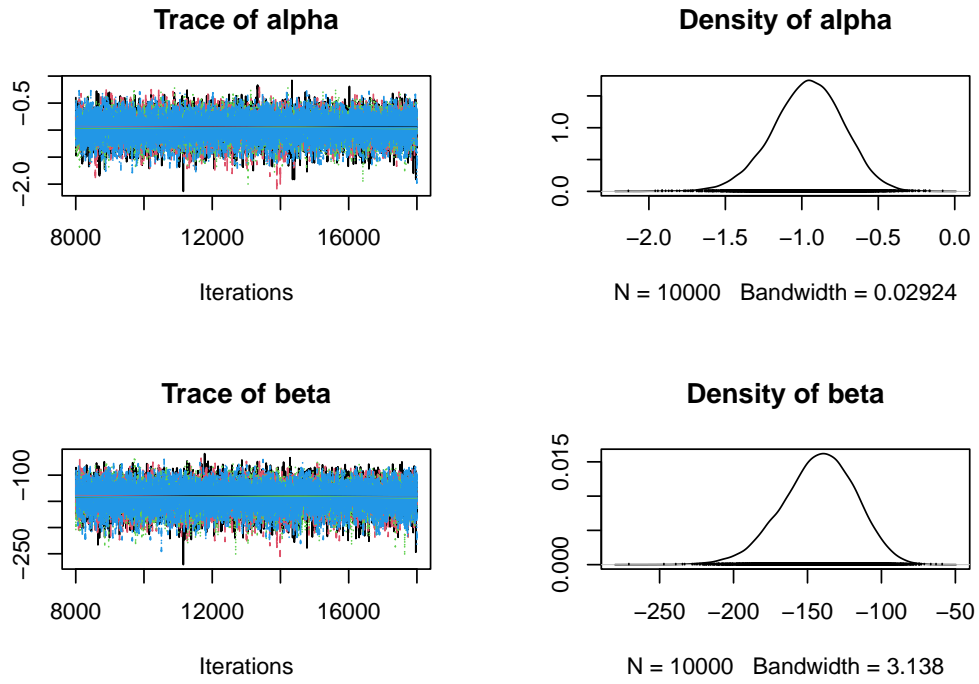 Trace of alpha
−0.5
−2.0
8000 12000 16000
Iterations
Density of alpha
1.0
0.0
−2.0 −1.5 −1.0 −0.5 0.0
N = 10000 Bandwidth = 0.02924
Trace of beta
−100
−250
8000 12000 16000
Iterations
Density of beta
0.015
0.000
−250 −200 −150 −100 −50
N = 10000 Bandwidth = 3.138